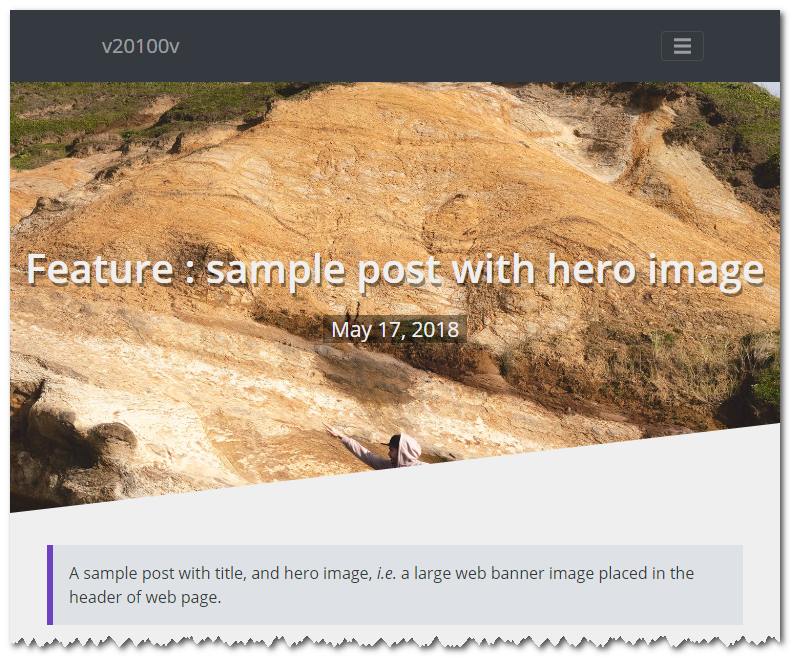 v20100v
Feature : sample post with hero image
May 17, 2018
A sample post with title, and hero image, i.e. a large web banner image placed in the
header of web page.